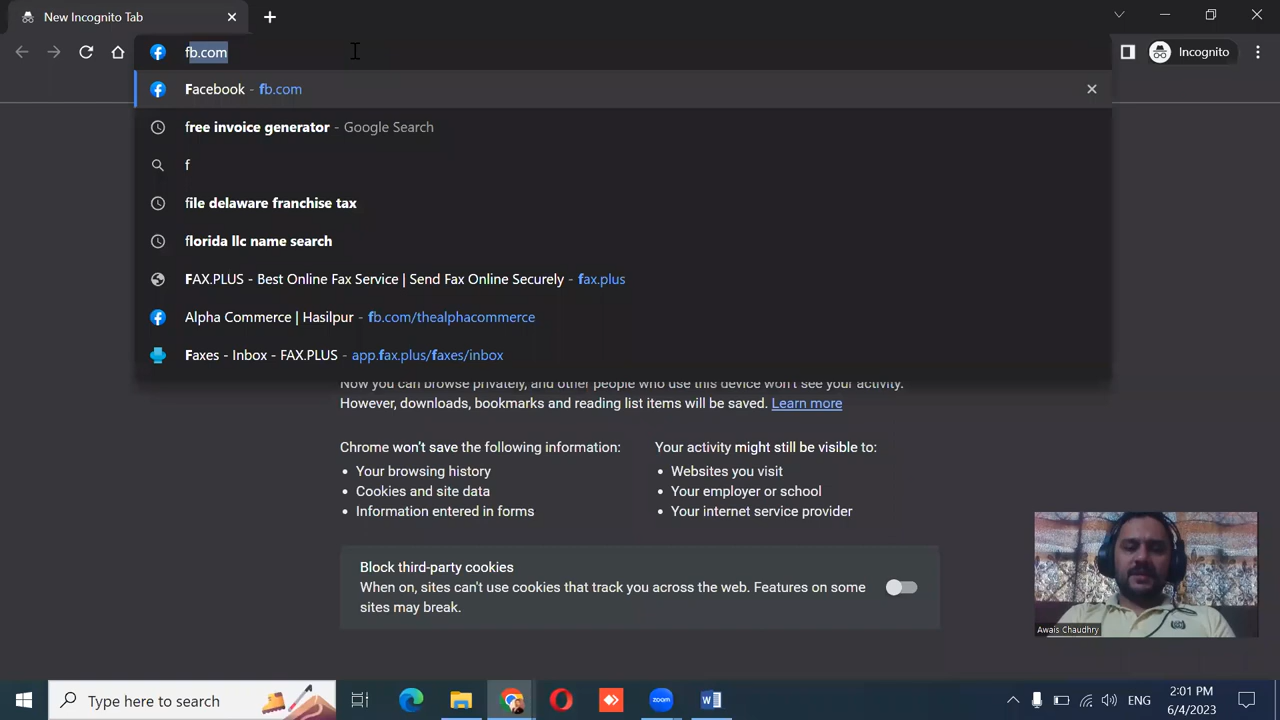 New Incognito Tab
fb.com
Incognito
Facebook - fb.com
free invoice generator - Google Search
f
file delaware franchise tax
florida llc name search
FAX.PLUS - Best Online Fax Service | Send Fax Online Securely - fax.plus
Alpha Commerce | Hasilpur - fb.com/thealphacommerce
Faxes - Inbox - FAX.PLUS - app.fax.plus/faxes/inbox
Now you can browse privately, and other people who use this device won't see your activity.
However, downloads, bookmarks and reading list items will be saved. Learn more
Chrome won't save the following information:
Your browsing history
Cookies and site data
Information entered in forms
Your activity might still be visible to:
Websites you visit
Your employer or school
Your internet service provider
Block third-party cookies
When on, sites can't use cookies that track you across the web. Features on some
sites may break.
Awais Chaudhry
Type here to search
zoom
W
ENG
2:01 PM
6/4/2023